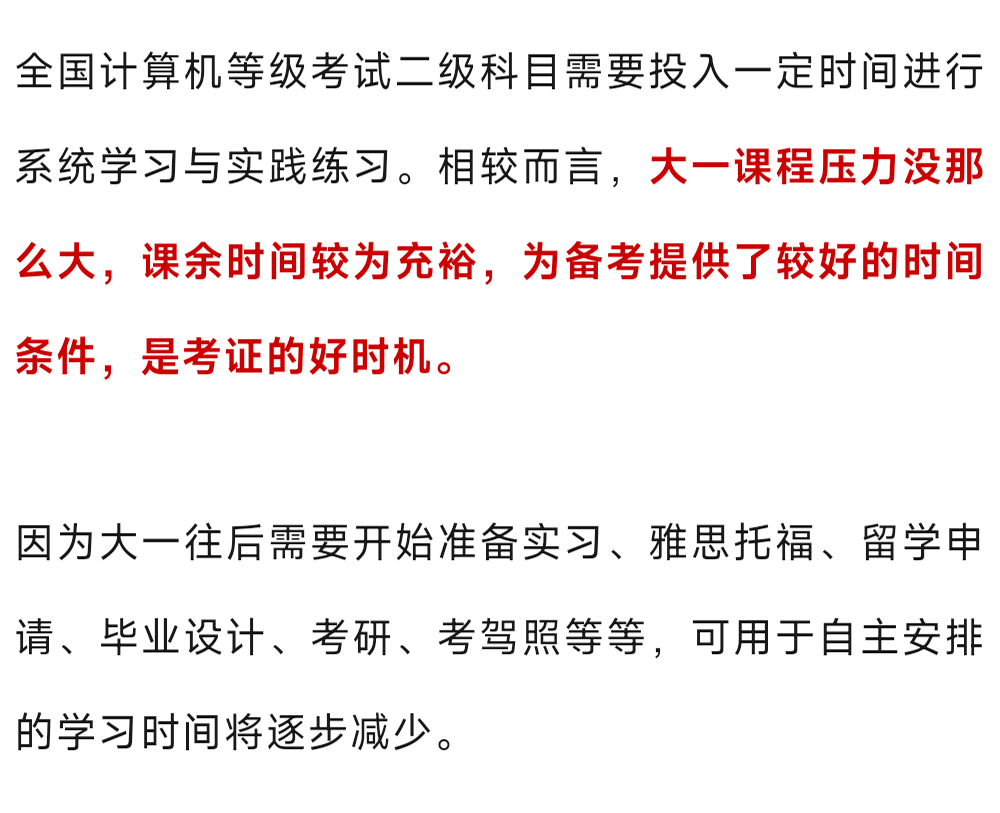 全国计算机等级考试二级科目需要投入一定时间进行
系统学习与实践练习。相较而言，大一课程压力没那
么大，课余时间较为充裕，为备考提供了较好的时间
条件，是考证的好时机。
因为大一往后需要开始准备实习、雅思托福、留学申
请、毕业设计、考研、考驾照等等，可用于自主安排
的学习时间将逐步减少。